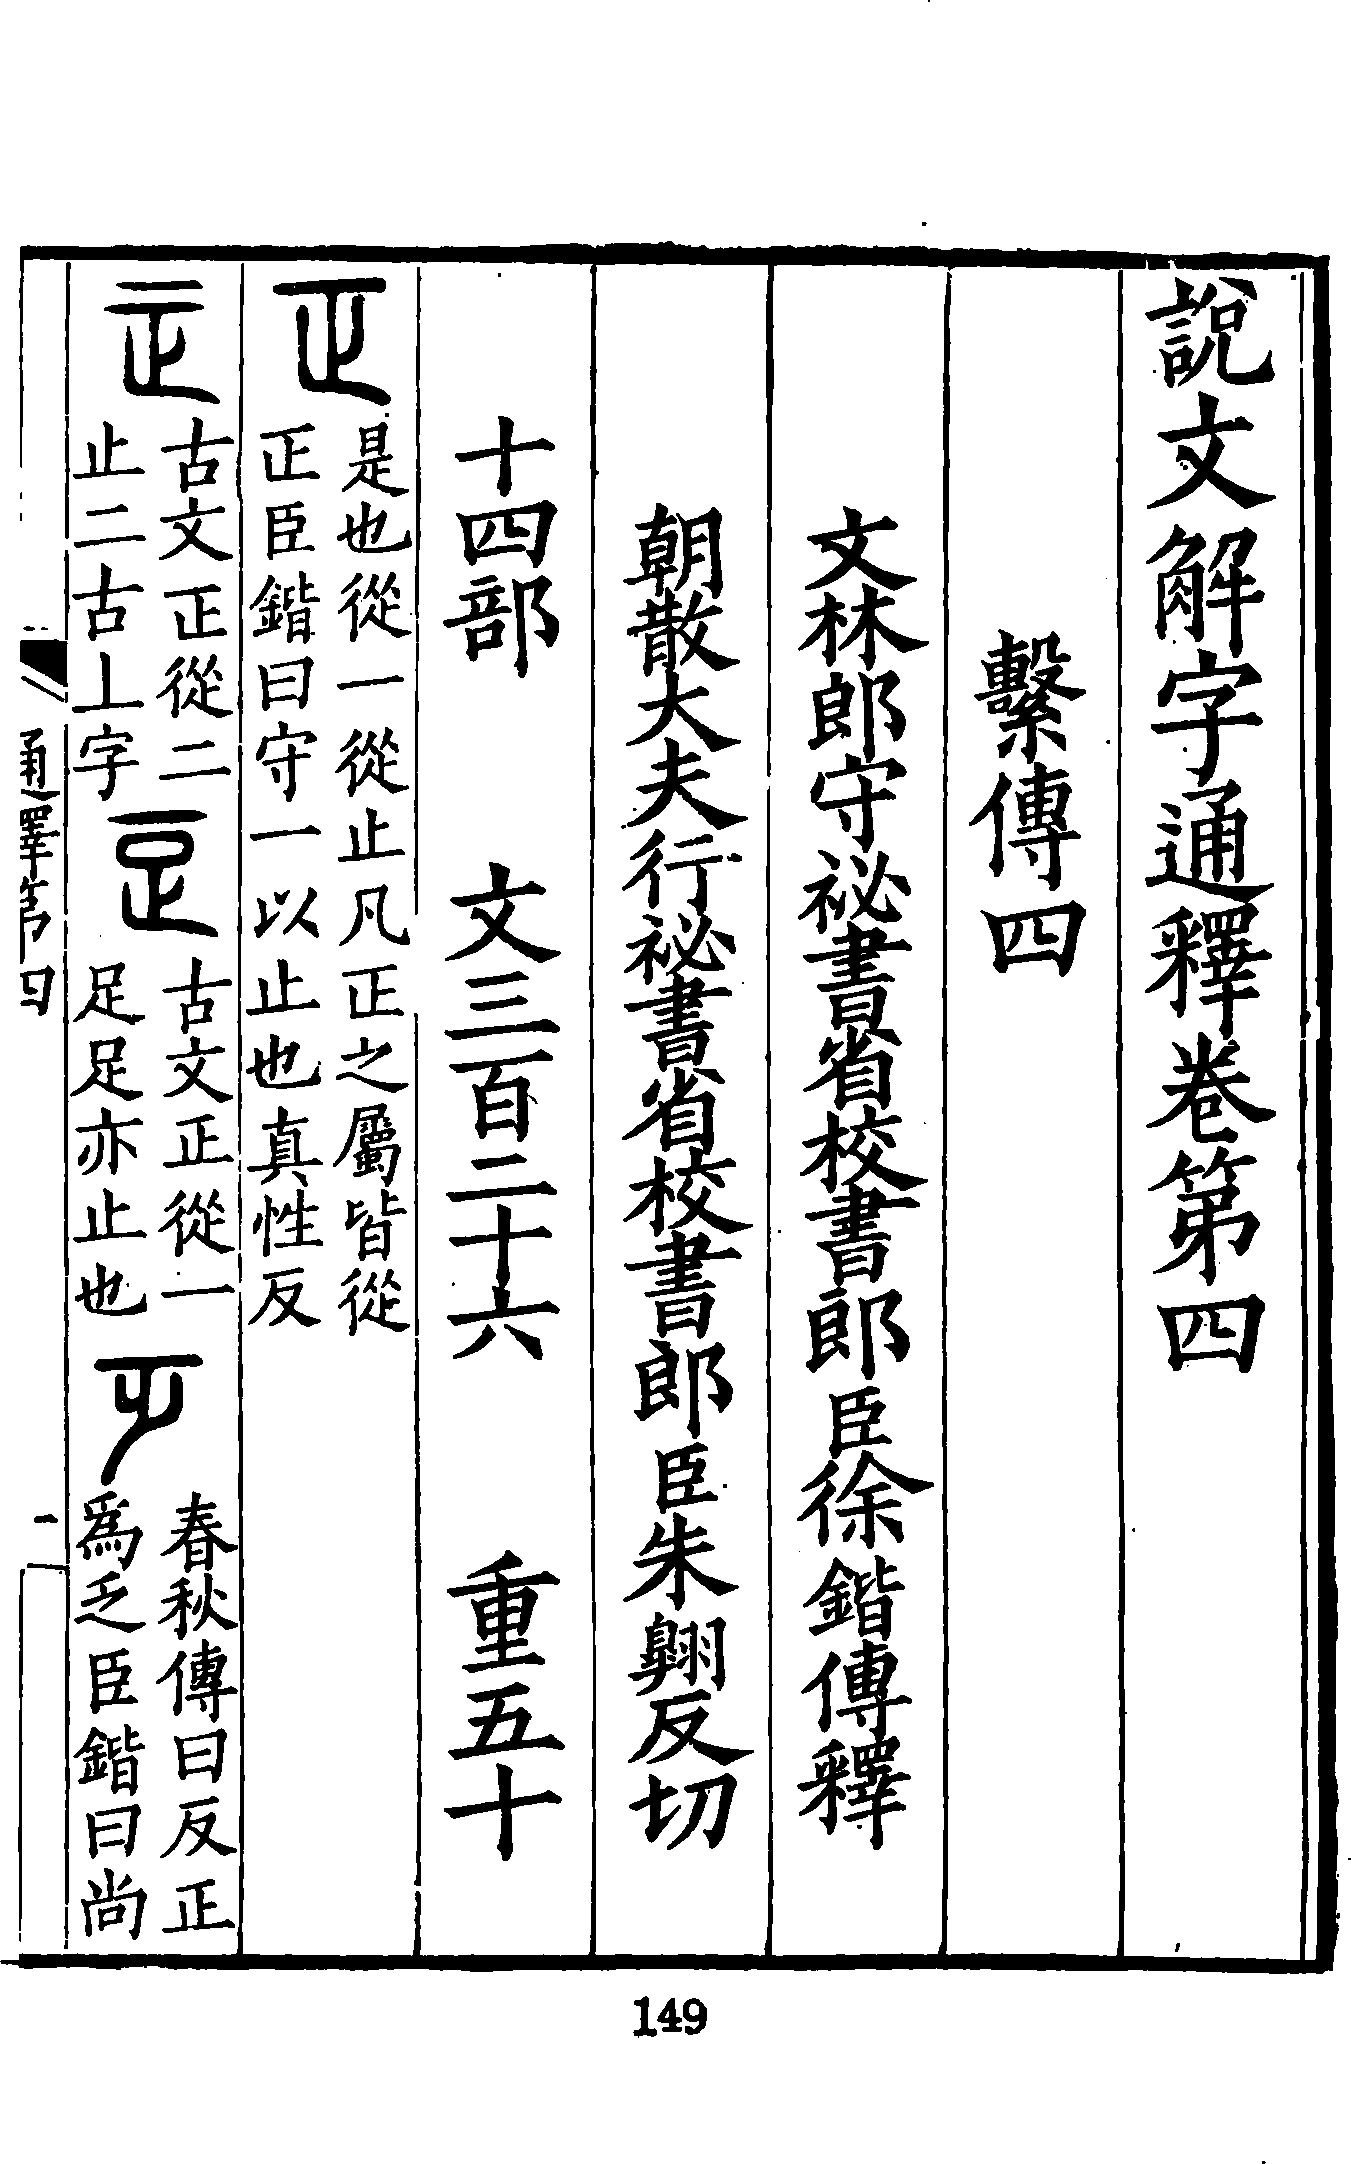 說文解字通釋卷第四
繫傳四
文林郎守祕書省校書郎臣徐鍇傳釋
朝散大夫行祕書省校書郎臣朱翱反切
十四部 文三百二十六 重五十
正
是也從一從止凡正之屬皆從
正臣鍇曰守一以止也真性反
古文正從二
止二古丄字
古文正從一
足足亦止也
春秋傳曰反正
爲乏臣鍇曰尚
通釋第四
一
149